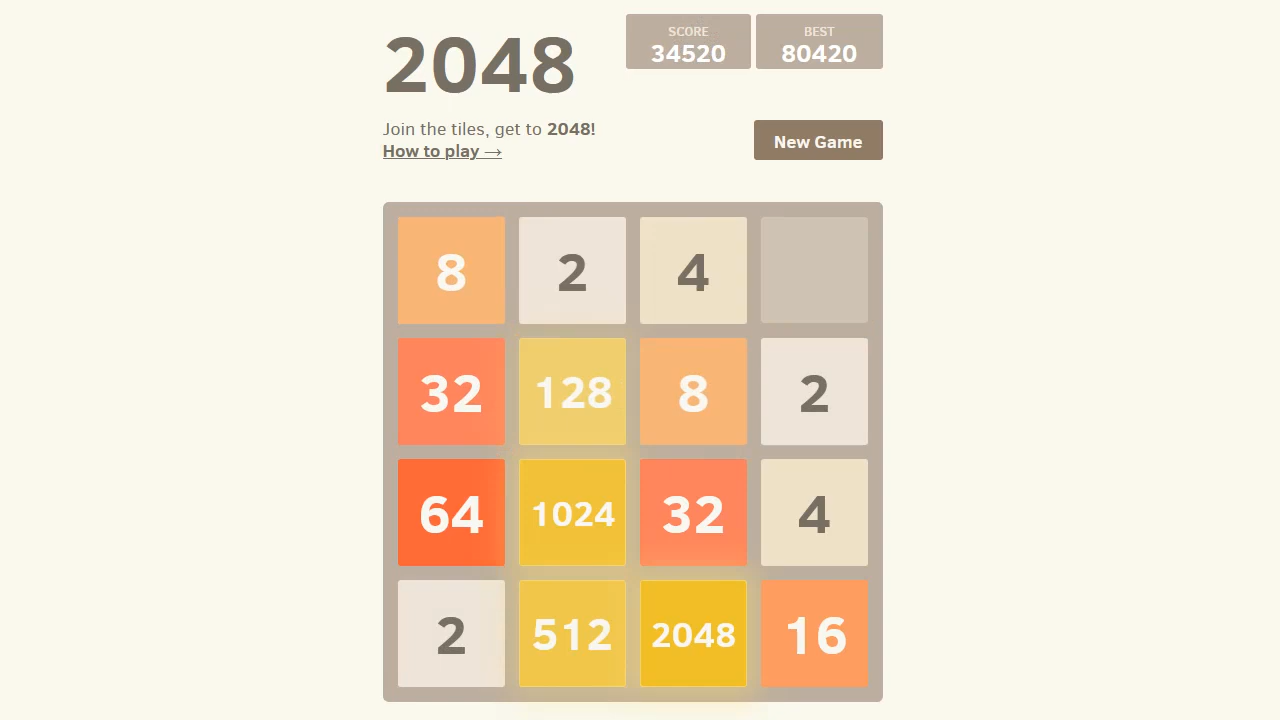 2048
SCORE
34520
BEST
80420
Join the tiles, get to 2048!
How to play →
New Game
8 2 4
32 128 8 2
64 1024 32 4
2 512 2048 16